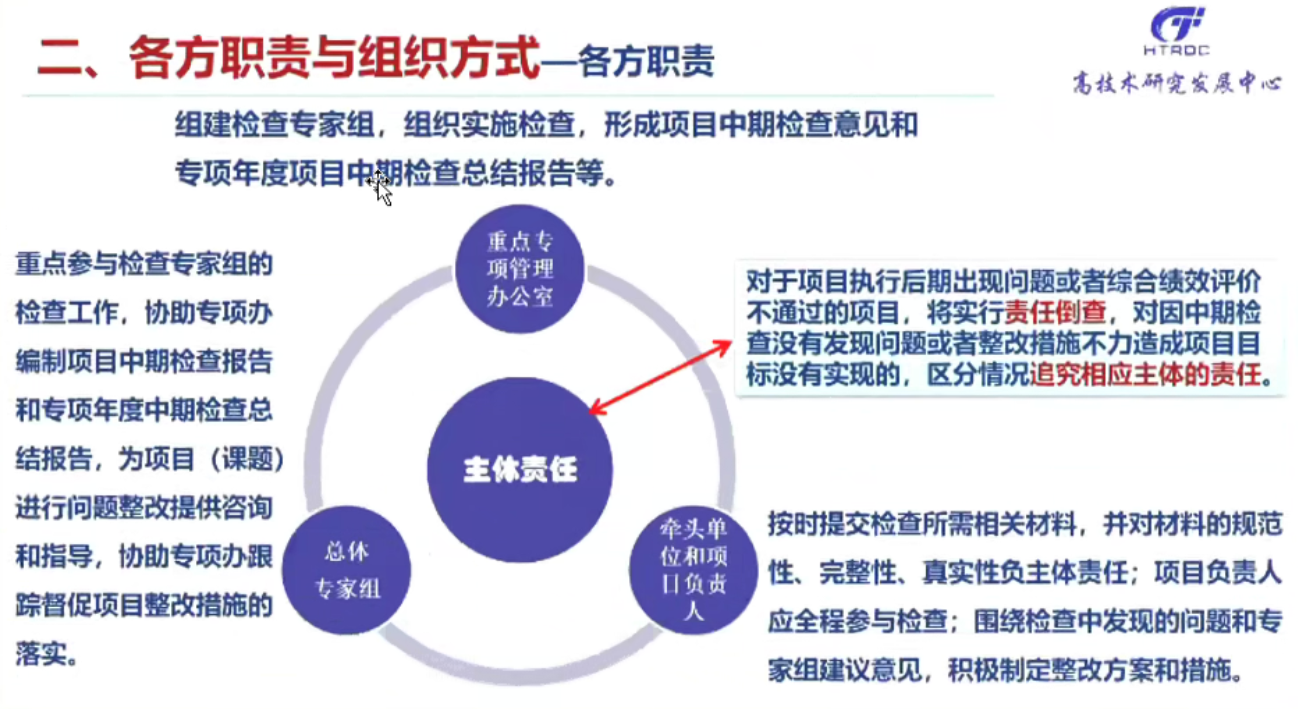 二、各方职责与组织方式—各方职责
HTRDC
高技术研究发展中心
组建检查专家组，组织实施检查，形成项目中期检查意见和
专项年度项目中期检查总结报告等。
重点专
项管理
办公室
重点参与检查专家组的
检查工作，协助专项办
编制项目中期检查报告
和专项年度中期检查总
结报告，为项目（课题）
进行问题整改提供咨询
和指导，协助专项办跟
踪督促项目整改措施的
落实。
对于项目执行后期出现问题或者综合绩效评价
不通过的项目，将实行责任倒查，对因中期检
查没有发现问题或者整改措施不力造成项目目
标没有实现的，区分情况追究相应主体的责任。
主体责任
总体
专家组
牵头单
位和项
目负责
人
按时提交检查所需相关材料，并对材料的规范
性、完整性、真实性负主体责任；项目负责人
应全程参与检查；围绕检查中发现的问题和专
家组建议意见，积极制定整改方案和措施。